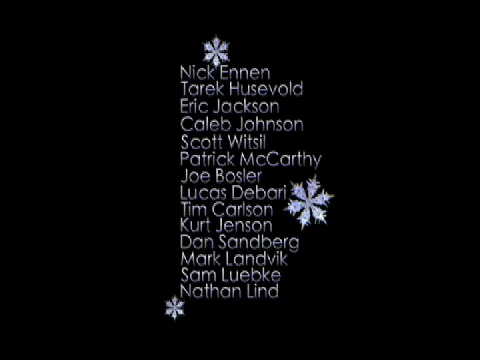 Nick Ennen
Tarek Husevold
Eric Jackson
Caleb Johnson
Scott Witsil
Patrick McCarthy
Joe Bosler
Lucas Debari
Tim Carlson
Kurt Jenson
Dan Sandberg
Mark Landvik
Sam Luebke
Nathan Lind